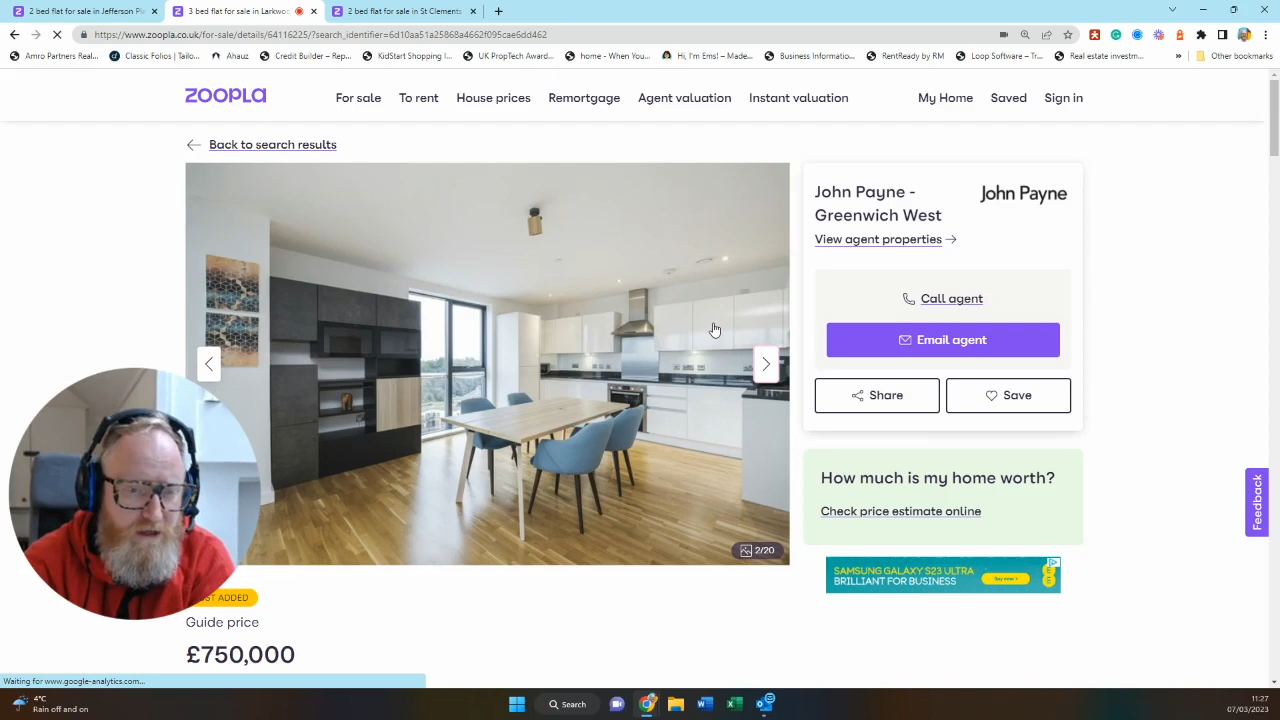 2 bed flat for sale in Jefferson Pl
3 bed flat for sale in Larkwoo
2 bed flat for sale in St Clements
https://www.zoopla.co.uk/for-sale/details/64116225/?search_identifier=6d10aa51a25868a4662f095cae6dd462
Amro Partners Real...
Classic Folios | Tailo...
Ahauz
Credit Builder – Rep...
KidStart Shopping |...
UK PropTech Award...
home - When You'...
Hi, I'm Ems! – Made...
Business Informatio...
RentReady by RM
Loop Software – Tr...
Real estate investm...
»
Other bookmarks
ZOOPLA
For sale
To rent
House prices
Remortgage
Agent valuation
Instant valuation
My Home
Saved
Sign in
Back to search results
John Payne -
Greenwich West
John Payne
View agent properties
Call agent
Email agent
Share
Save
How much is my home worth?
Check price estimate online
Feedback
2/20
SAMSUNG GALAXY S23 ULTRA
BRILLIANT FOR BUSINESS
ADDED
Guide price
£750,000
Waiting for www.google-analytics.com...
4°C
Rain off and on
Search
11:27
07/03/2023